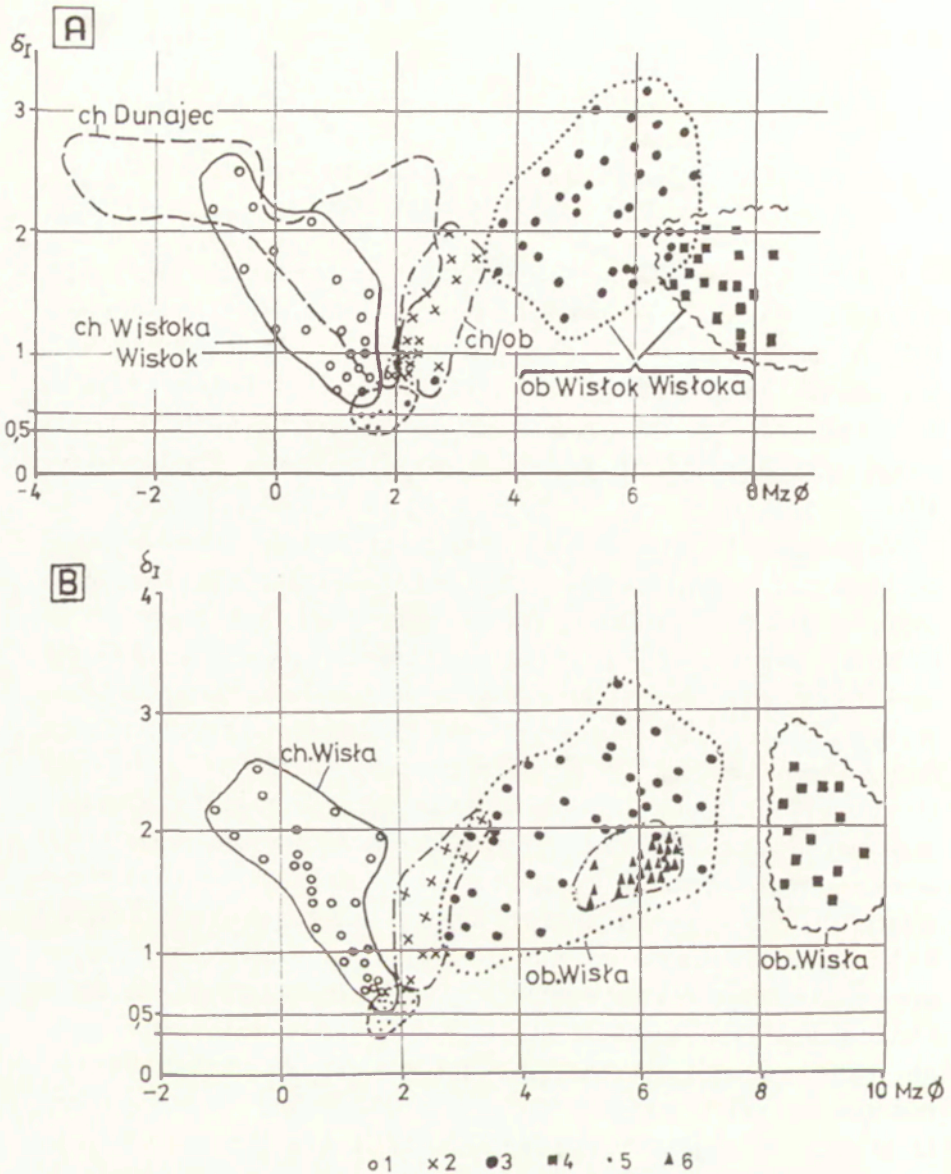 A
δI
3
2
1
0,5
0
ch Dunajec
ch Wisłoka
Wisłok
ch/ob
ob Wisłok Wisłoka
-4 -2 0 2 4 6 8 Mzφ
B
δI
4
3
2
1
0,5
0
ch.Wisła
ob.Wisła
ob.Wisła
-2 0 2 4 6 8 10 Mzφ
1 2 3 4 5 6